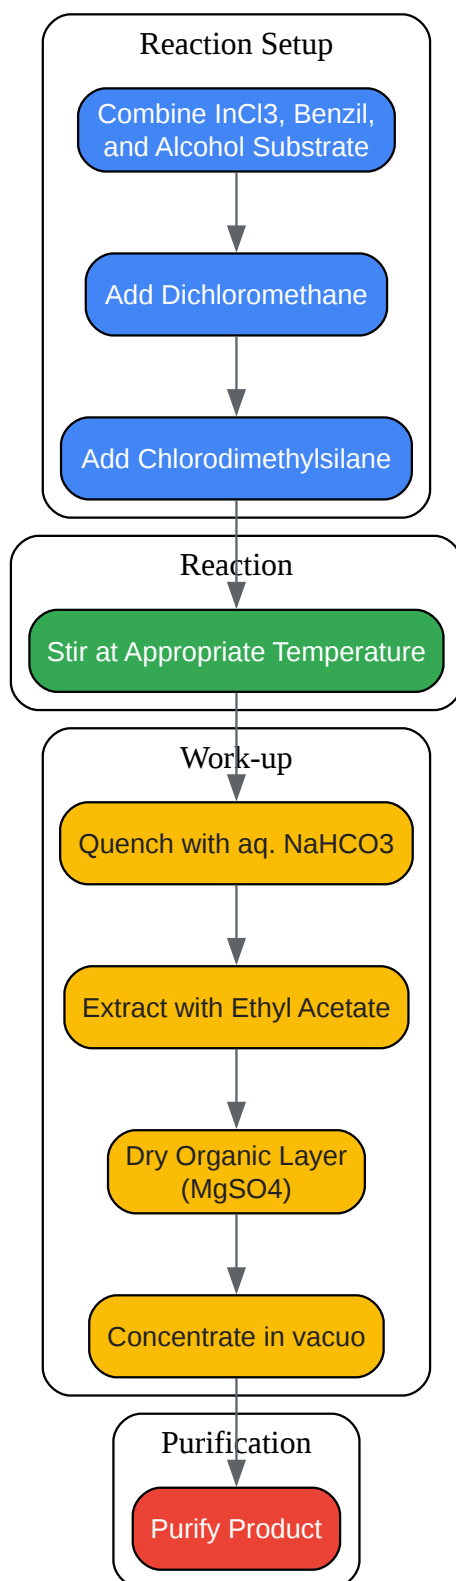 Reaction Setup
Combine InCl3, Benzil,
and Alcohol Substrate
Add Dichloromethane
Add Chlorodimethylsilane
Reaction
Stir at Appropriate Temperature
Work-up
Quench with aq. NaHCO3
Extract with Ethyl Acetate
Dry Organic Layer
(MgSO4)
Concentrate in vacuo
Purification
Purify Product